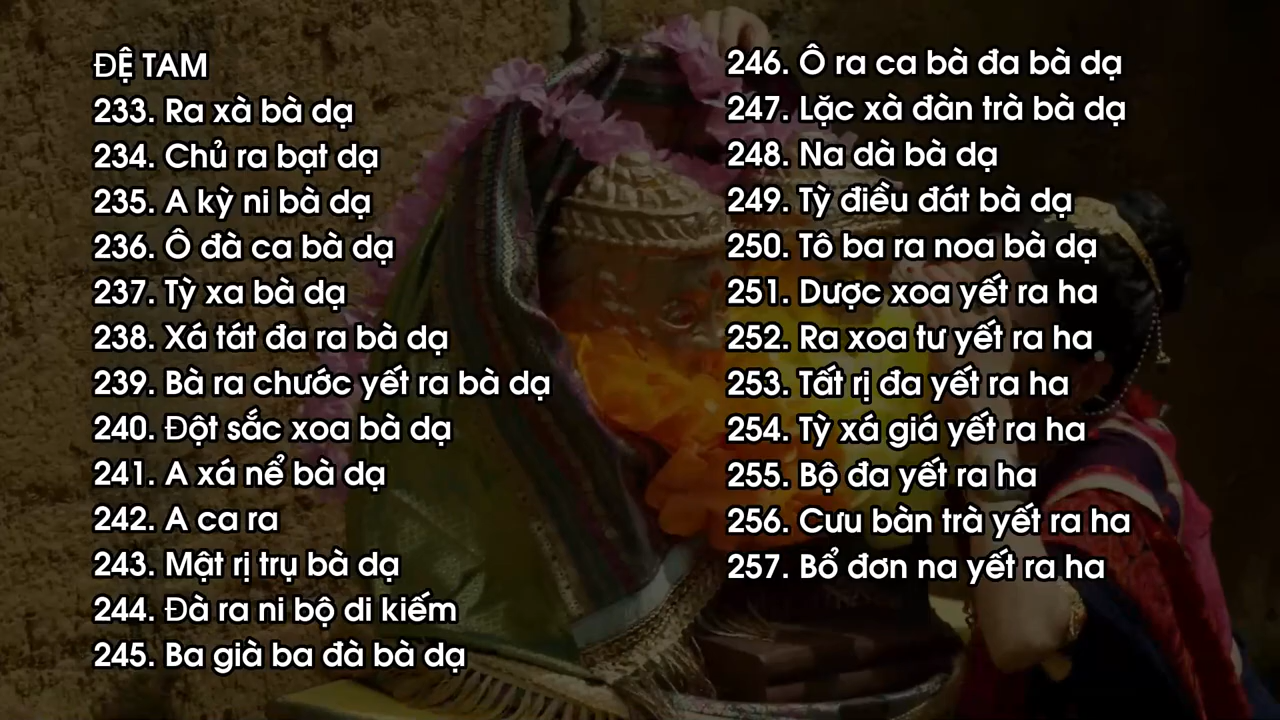 ĐỆ TAM
233. Ra xà bà dạ
234. Chủ ra bạt dạ
235. A kỳ ni bà dạ
236. Ô đà ca bà dạ
237. Tỳ xa bà dạ
238. Xá tát đa ra bà dạ
239. Bà ra chước yết ra bà dạ
240. Đột sắc xoa bà dạ
241. A xá nể bà dạ
242. A ca ra
243. Mật rị trụ bà dạ
244. Đà ra ni bộ di kiếm
245. Ba già ba đà bà dạ
246. Ô ra ca bà đa bà dạ
247. Lặc xà đàn trà bà dạ
248. Na dà bà dạ
249. Tỳ điều đát bà dạ
250. Tô ba ra noa bà dạ
251. Dược xoa yết ra ha
252. Ra xoa tư yết ra ha
253. Tất rị đa yết ra ha
254. Tỳ xá giá yết ra ha
255. Bộ đa yết ra ha
256. Cưu bàn trà yết ra ha
257. Bổ đơn na yết ra ha